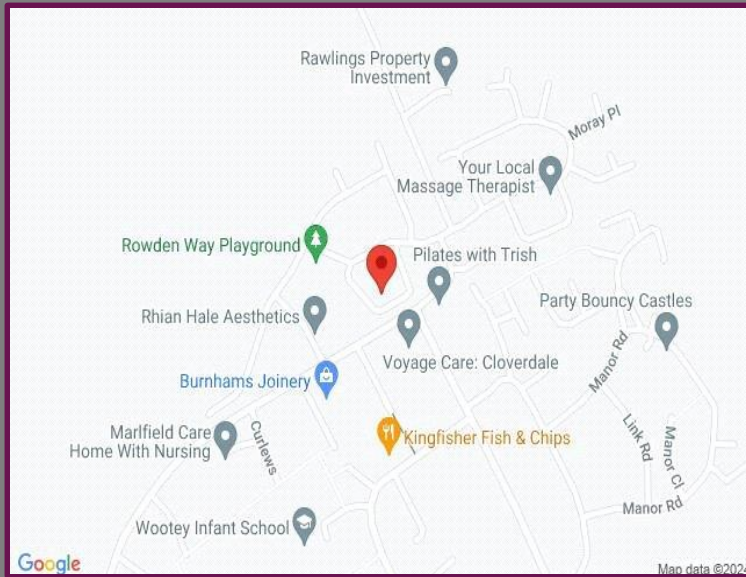 Rawlings Property
Investment
Moray Pl
Your Local
Massage Therapist
Rowden Way Playground
Pilates with Trish
Rhian Hale Aesthetics
Party Bouncy Castles
Voyage Care: Cloverdale
Manor Rd
Burnhams Joinery
Marlfield Care
Home With Nursing
Curlews
Kingfisher Fish & Chips
Link Rd
Manor Cl
Manor Rd
Wootey Infant School
Google
Map data ©2024